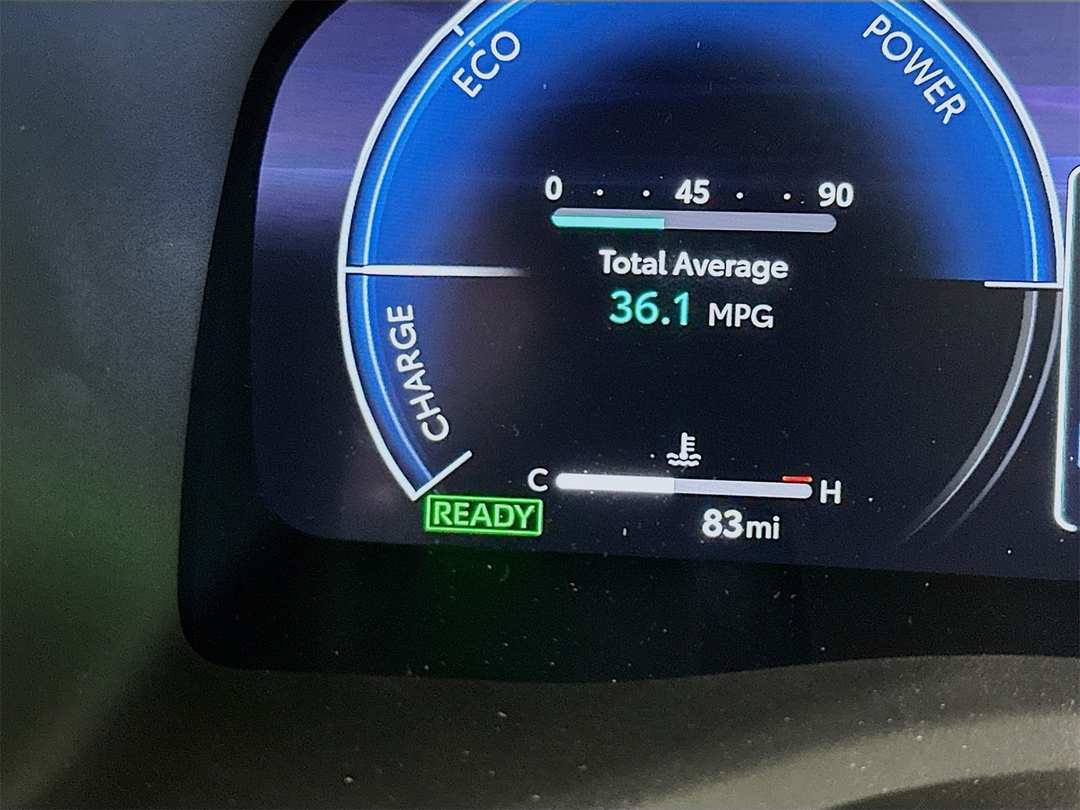 ECO
POWER
0 45 90
Total Average
36.1 MPG
CHARGE
C H
READY
83mi